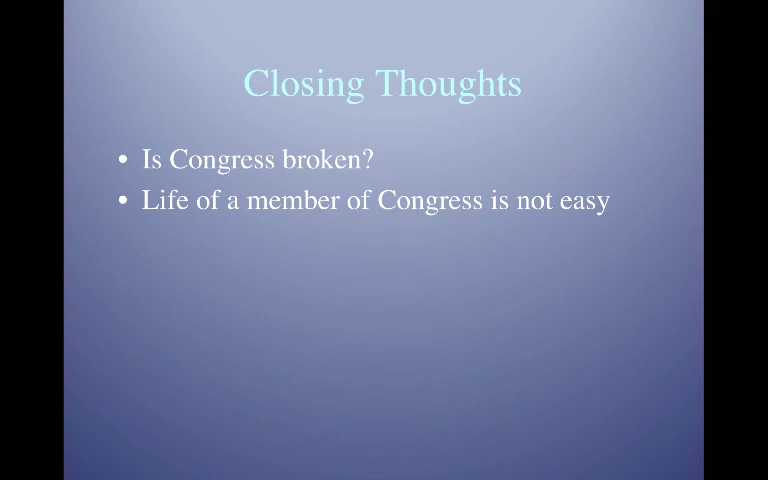 Closing Thoughts
• Is Congress broken?
• Life of a member of Congress is not easy